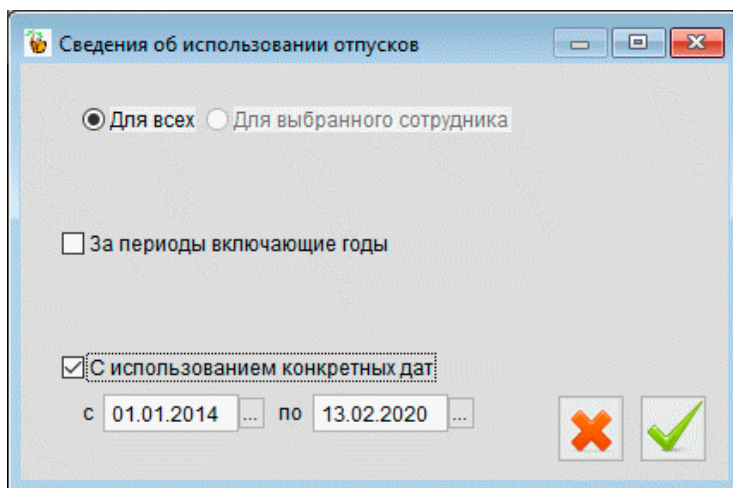 Сведения об использовании отпусков
Для всех Для выбранного сотрудника
За периоды включающие годы
С использованием конкретных дат
с 01.01.2014 ... по 13.02.2020 ...